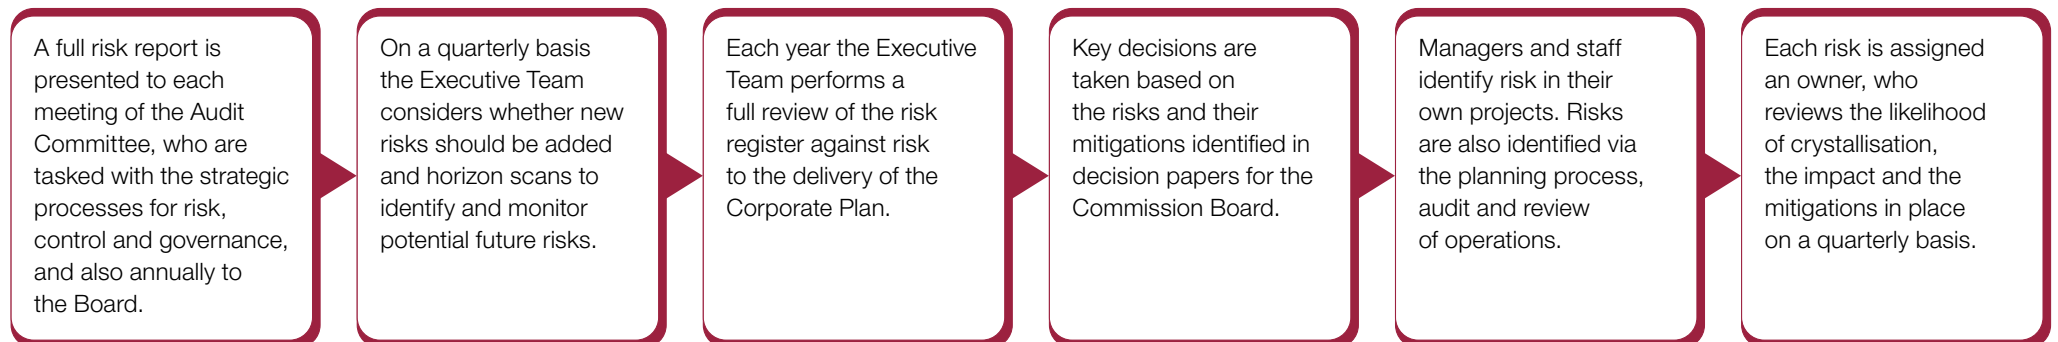 A full risk report is
presented to each
meeting of the Audit
Committee, who are
tasked with the strategic
processes for risk,
control and governance,
and also annually to
the Board.
On a quarterly basis
the Executive Team
considers whether new
risks should be added
and horizon scans to
identify and monitor
potential future risks.
Each year the Executive
Team performs a
full review of the risk
register against risk
to the delivery of the
Corporate Plan.
Key decisions are
taken based on
the risks and their
mitigations identified in
decision papers for the
Commission Board.
Managers and staff
identify risk in their
own projects. Risks
are also identified via
the planning process,
audit and review
of operations.
Each risk is assigned
an owner, who
reviews the likelihood
of crystallisation,
the impact and the
mitigations in place
on a quarterly basis.